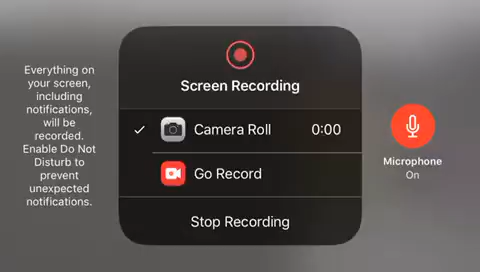 Everything on
your screen,
including
notifications,
will be
recorded.
Enable Do Not
Disturb to
prevent
unexpected
notifications.
Screen Recording
Camera Roll 0:00
Go Record
Stop Recording
Microphone
On